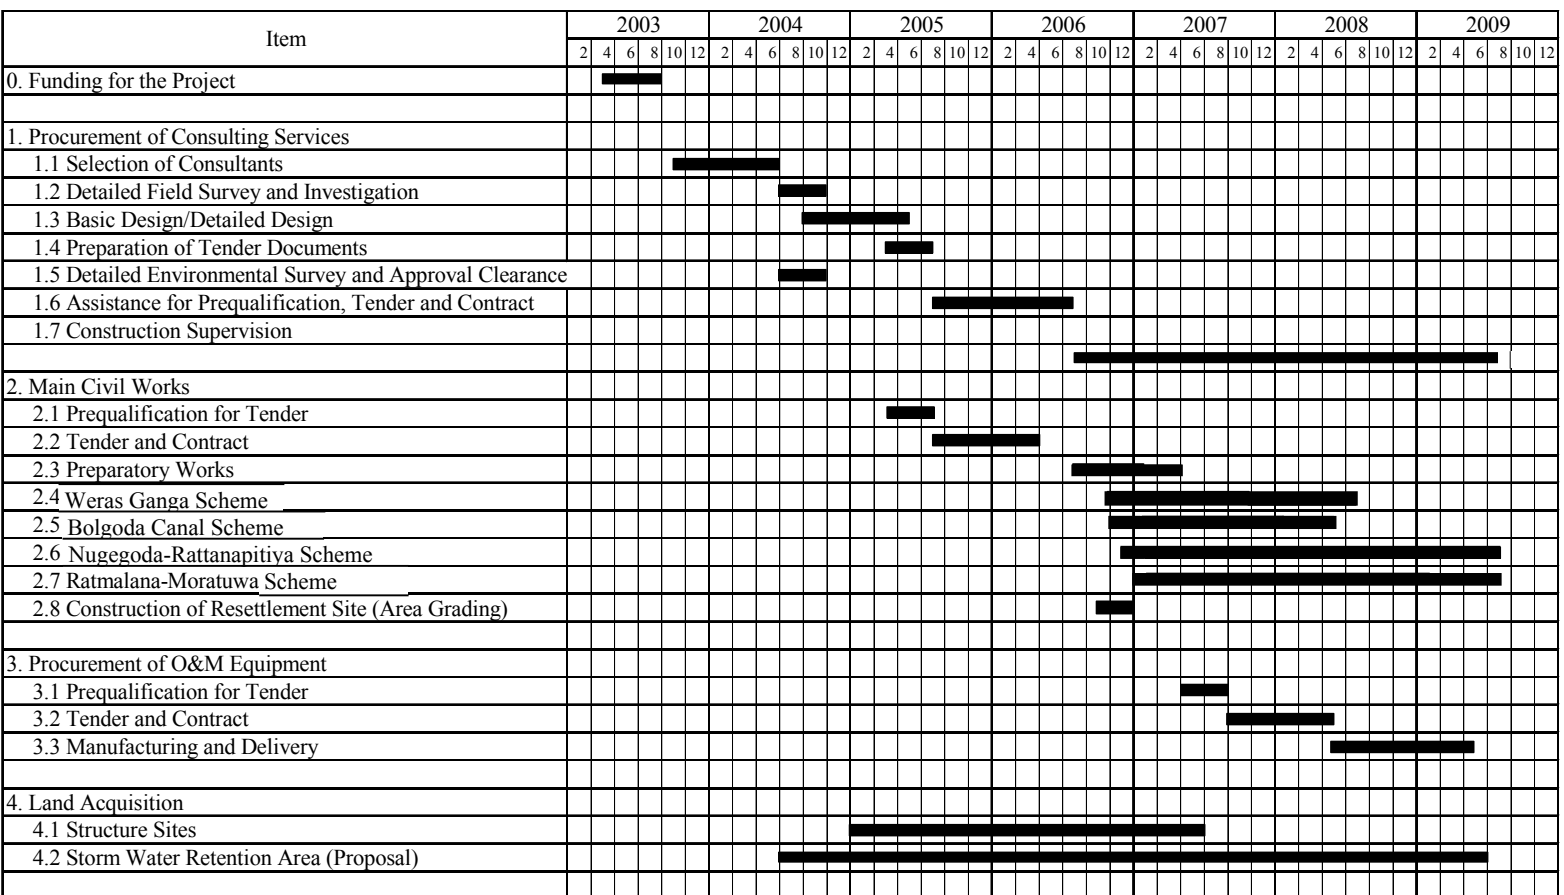 Item 2003 2004 2005 2006 2007 2008 2009
2 4 6 8 10 12 2 4 6 8 10 12 2 4 6 8 10 12 2 4 6 8 10 12 2 4 6 8 10 12 2 4 6 8 10 12 2 4 6 8 10 12
0. Funding for the Project
1. Procurement of Consulting Services
1.1 Selection of Consultants
1.2 Detailed Field Survey and Investigation
1.3 Basic Design/Detailed Design
1.4 Preparation of Tender Documents
1.5 Detailed Environmental Survey and Approval Clearance
1.6 Assistance for Prequalification, Tender and Contract
1.7 Construction Supervision
2. Main Civil Works
2.1 Prequalification for Tender
2.2 Tender and Contract
2.3 Preparatory Works
2.4 Weras Ganga Scheme
2.5 Bolgoda Canal Scheme
2.6 Nugegoda-Rattanapitiya Scheme
2.7 Ratmalana-Moratuwa Scheme
2.8 Construction of Resettlement Site (Area Grading)
3. Procurement of O&M Equipment
3.1 Prequalification for Tender
3.2 Tender and Contract
3.3 Manufacturing and Delivery
4. Land Acquisition
4.1 Structure Sites
4.2 Storm Water Retention Area (Proposal)